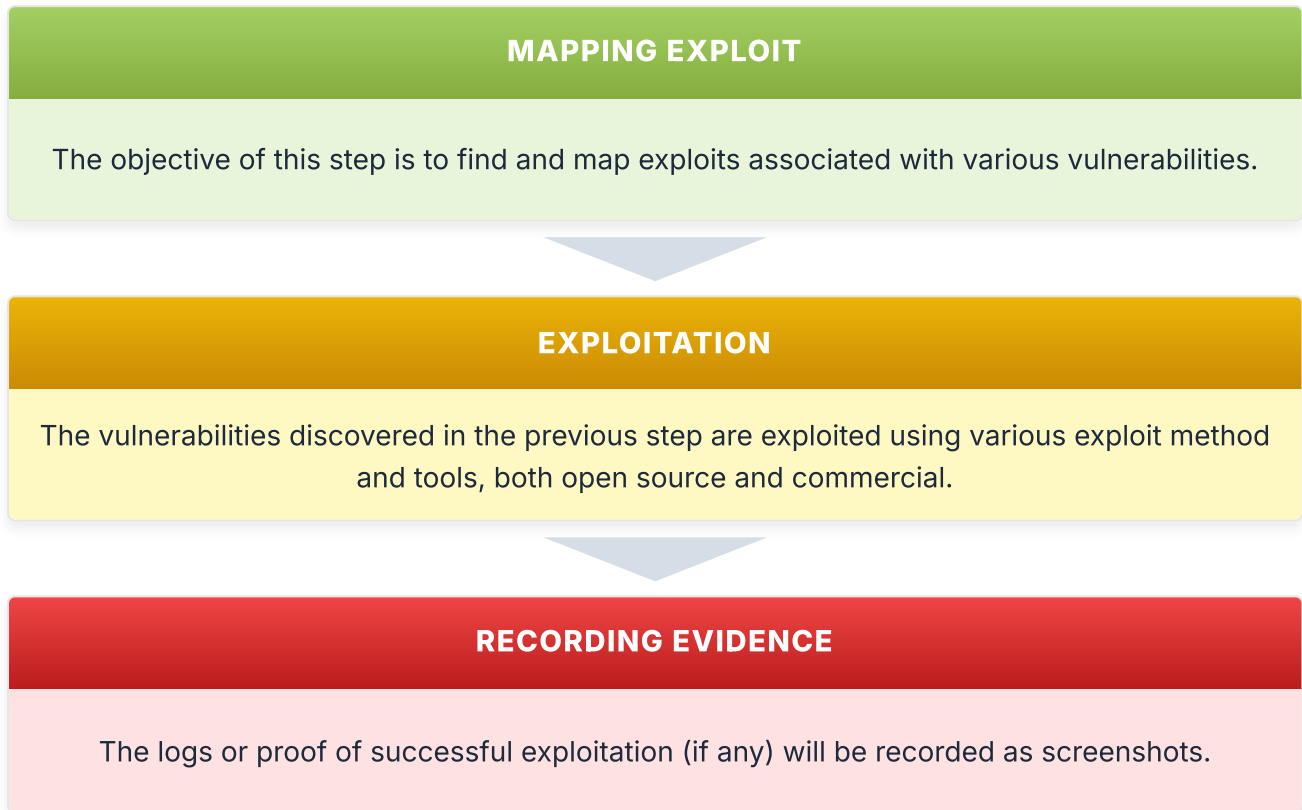 MAPPING EXPLOIT
The objective of this step is to find and map exploits associated with various vulnerabilities.
EXPLOITATION
The vulnerabilities discovered in the previous step are exploited using various exploit method
and tools, both open source and commercial.
RECORDING EVIDENCE
The logs or proof of successful exploitation (if any) will be recorded as screenshots.